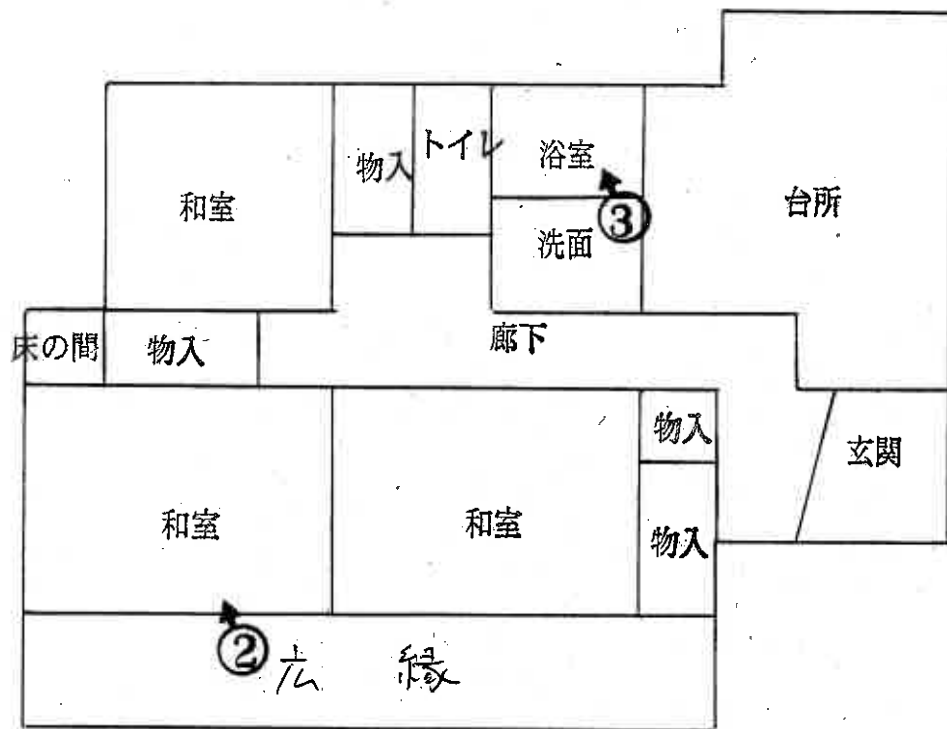 物入
トイレ
浴室
和室
台所
③
洗面
床の間
物入
廊下
物入
玄関
和室
和室
物入
②
広 縁